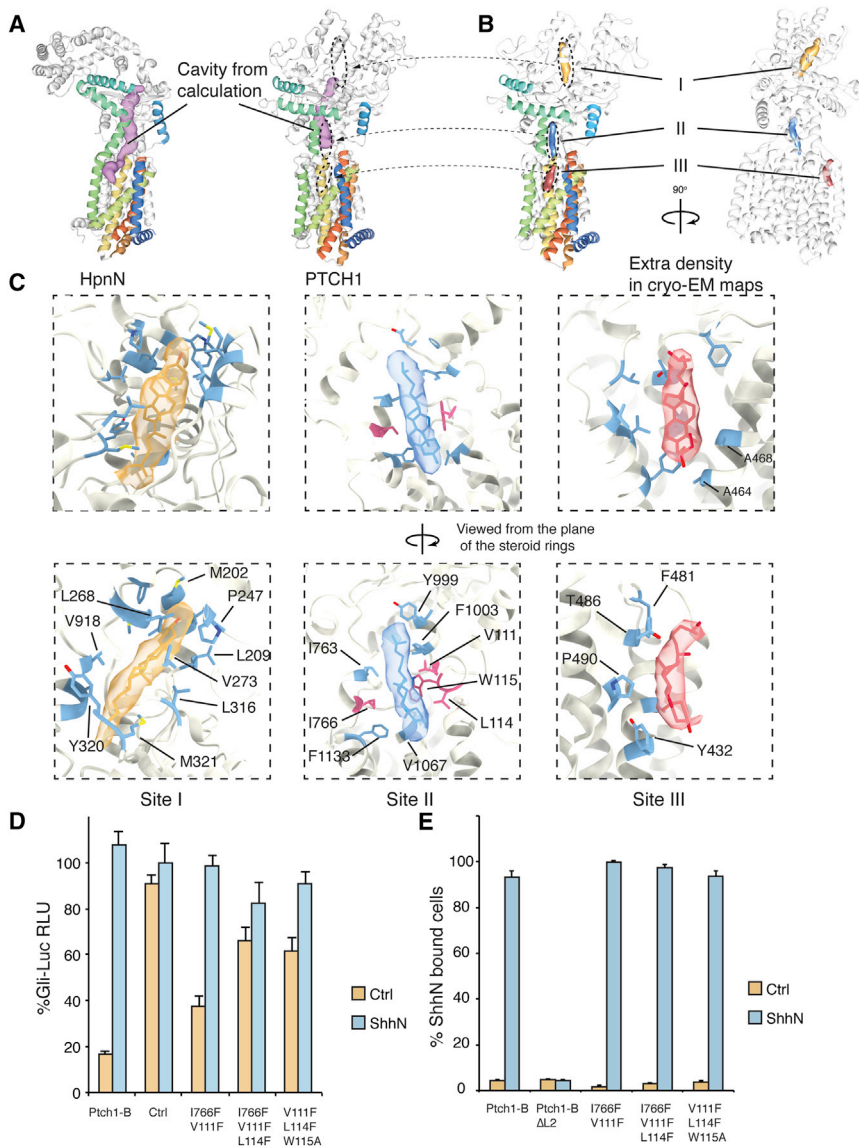 A
B
Cavity from
calculation
I
II
III
90°
HpnN
PTCH1
Extra density
in cryo-EM maps
C
A468
A464
Viewed from the plane
of the steroid rings
M202
L268
P247
V918
L209
V273
L316
Y320
M321
Site I
Y999
F1003
I763
V111
W115
I766
L114
F1133
V1067
Site II
F481
T486
P490
Y432
Site III
D
%Gli-Luc RLU
100
80
60
40
20
0
Ptch1-B
Ctrl
I766F
V111F
I766F
V111F
L114F
V111F
L114F
W115A
Ctrl
ShhN
E
% ShhN bound cells
100
80
60
40
20
0
Ptch1-B
Ptch1-B
ΔL2
I766F
V111F
I766F
V111F
L114F
V111F
L114F
W115A
Ctrl
ShhN